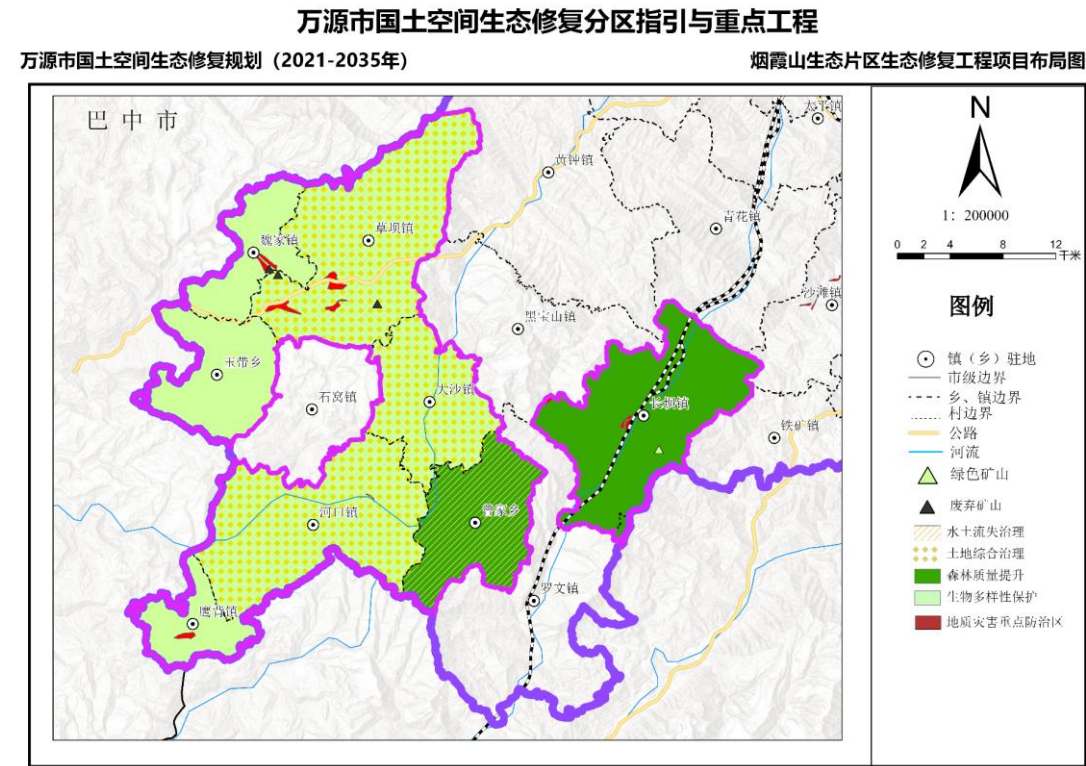 万源市国土空间生态修复分区指引与重点工程
万源市国土空间生态修复规划（2021-2035年）
烟霞山生态片区生态修复工程项目布局图
巴中市
太平镇
黄钟镇
青花镇
魏家镇
草坝镇
沙滩镇
黑宝山镇
玉带乡
石窝镇
大沙镇
长坝镇
铁矿镇
河口镇
曾家乡
罗文镇
鹰背镇
N
1：200000
0 2 4 8 12
千米
图例
镇（乡）驻地
市级边界
乡、镇边界
村边界
公路
河流
绿色矿山
废弃矿山
水土流失治理
土地综合治理
森林质量提升
生物多样性保护
地质灾害重点防治区